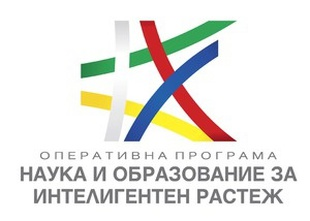 ОПЕРАТИВНА ПРОГРАМА
НАУКА И ОБРАЗОВАНИЕ ЗА
ИНТЕЛИГЕНТЕН РАСТЕЖ